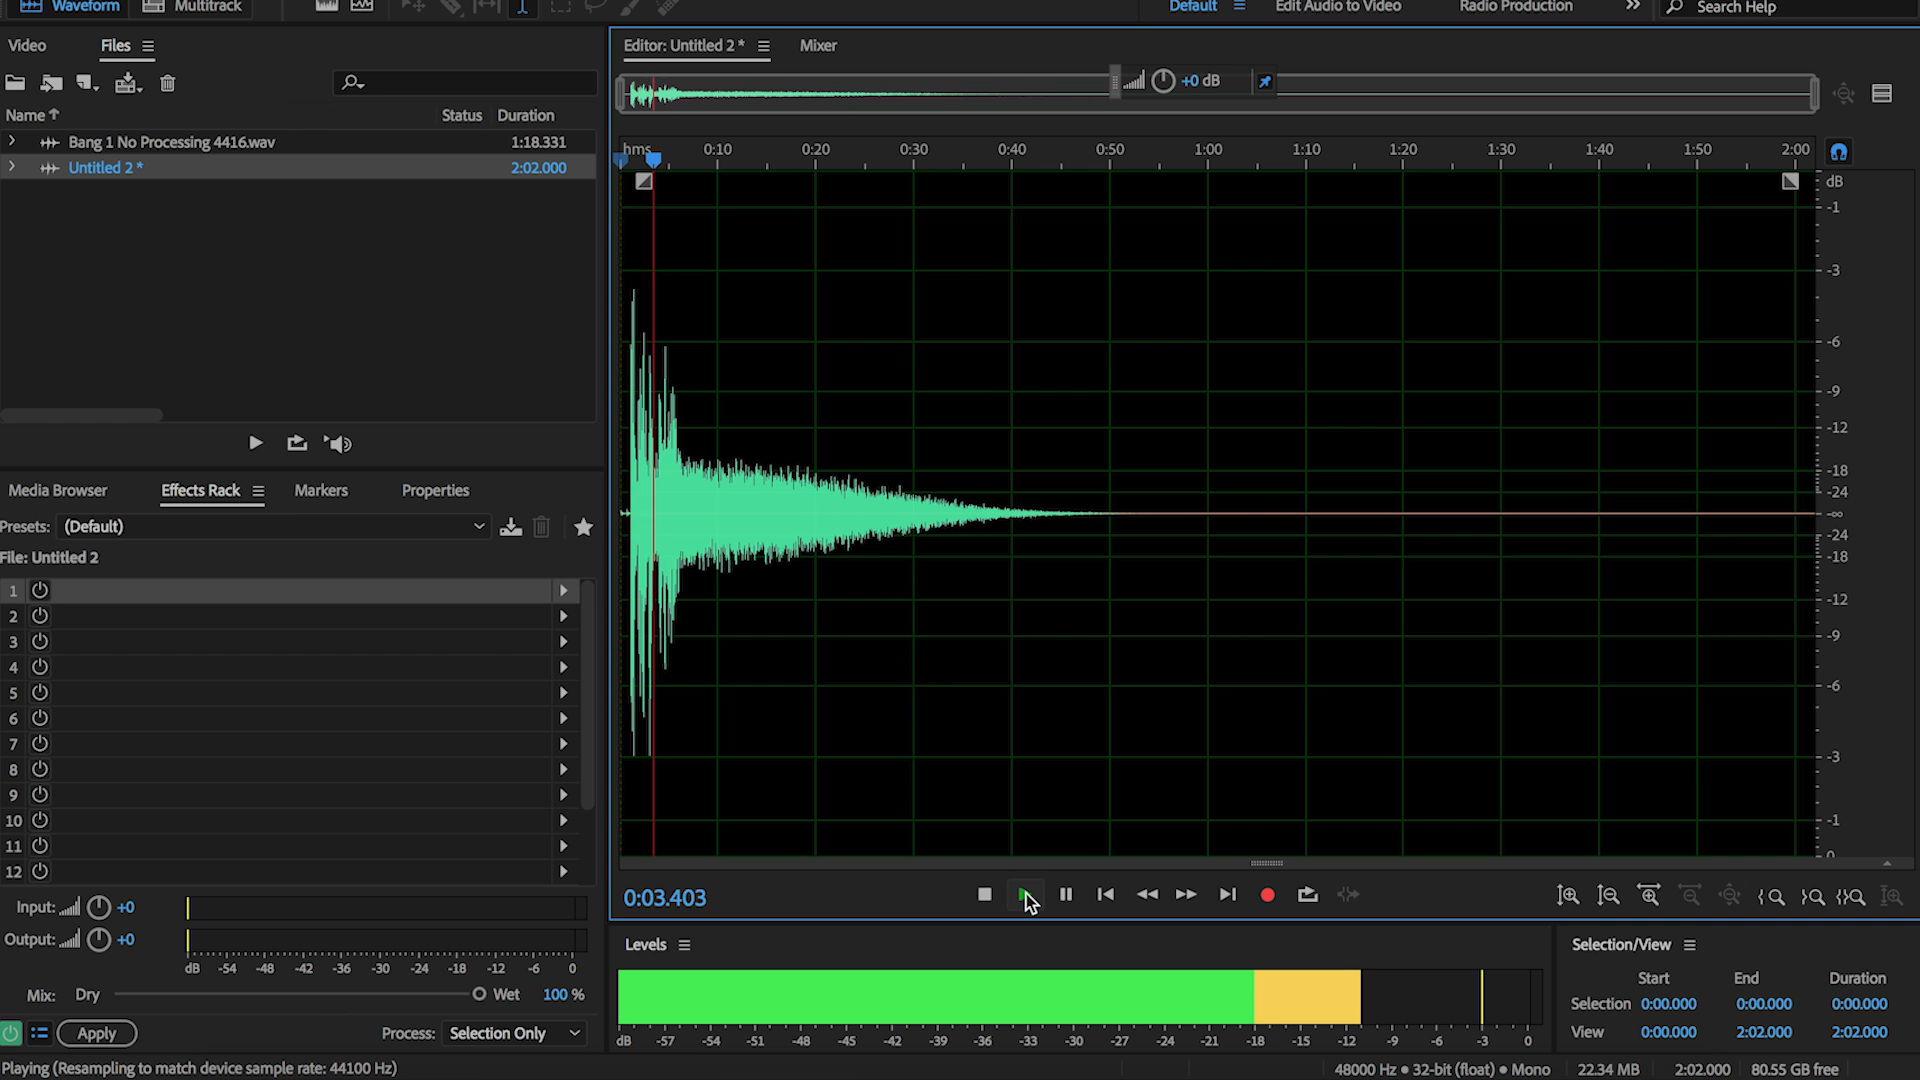 Waveform Multitrack Default Edit Audio to Video Radio Production Search Help
Video Files
Name Status Duration
Bang 1 No Processing 4416.wav 1:18.331
Untitled 2 * 2:02.000
Media Browser Effects Rack Markers Properties
Presets: (Default)
File: Untitled 2
1
2
3
4
5
6
7
8
9
10
11
12
Input: +0
Output: +0
dB -54 -48 -42 -36 -30 -24 -18 -12 -6 0
Mix: Dry Wet 100 %
Apply Process: Selection Only
Editor: Untitled 2 * Mixer
+0 dB
hms 0:10 0:20 0:30 0:40 0:50 1:00 1:10 1:20 1:30 1:40 1:50 2:00
dB
-1
-3
-6
-9
-12
-18
-24
-∞
-24
-18
-12
-9
-6
-3
-1
0
0:03.403
Levels
dB -57 -54 -51 -48 -45 -42 -39 -36 -33 -30 -27 -24 -21 -18 -15 -12 -9 -6 -3 0
Selection/View
Start End Duration
Selection 0:00.000 0:00.000 0:00.000
View 0:00.000 2:02.000 2:02.000
Playing (Resampling to match device sample rate: 44100 Hz) 48000 Hz ● 32-bit (float) ● Mono 22.34 MB 2:02.000 80.55 GB free